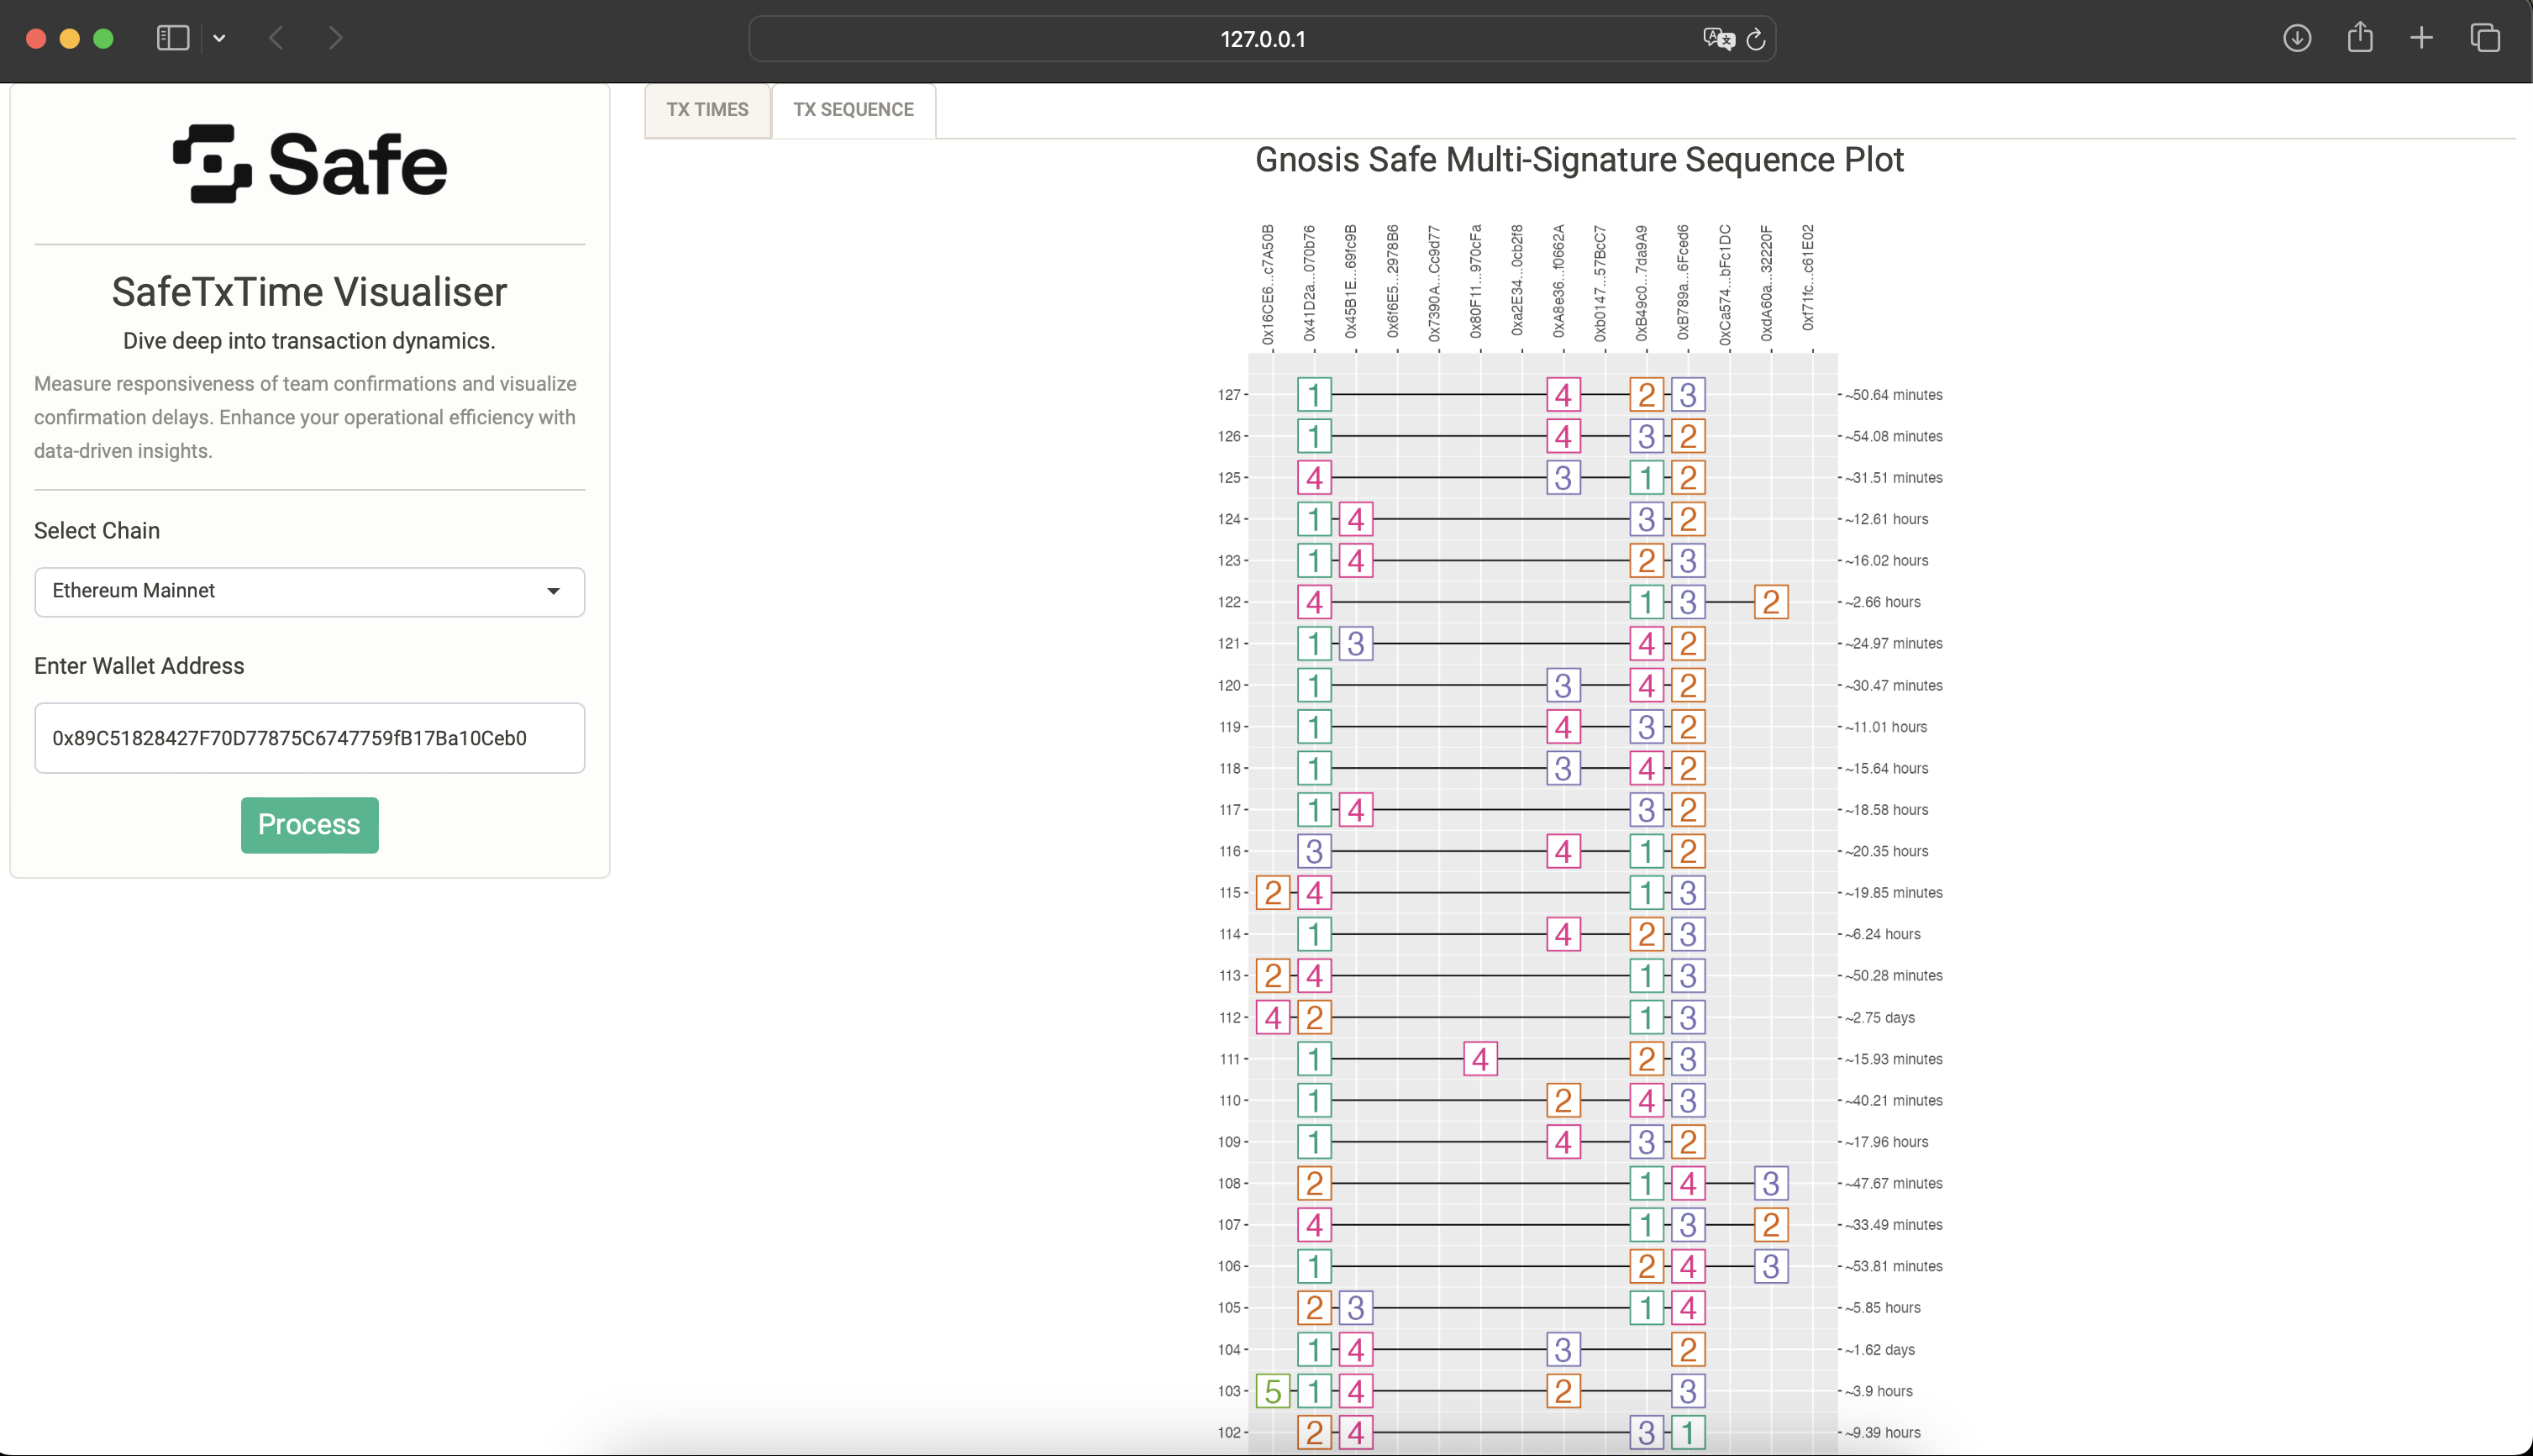 127.0.0.1
Safe
SafeTxTime Visualiser
Dive deep into transaction dynamics.
Measure responsiveness of team confirmations and visualize
confirmation delays. Enhance your operational efficiency with
data-driven insights.
Select Chain
Ethereum Mainnet
Enter Wallet Address
0x89C51828427F70D77875C6747759fB17Ba10Ceb0
Process
TX TIMES
TX SEQUENCE
Gnosis Safe Multi-Signature Sequence Plot
0x16CE6...c7A50B
0x41D2a...070b76
0x45B1E...69fc9B
0x6f6E5...2978B6
0x7390A...Cc9d77
0x80F11...970cFa
0xa2E34...0cb2f8
0xA8e36...f0662A
0xb0147...57BcC7
0xB49c0...7da9A9
0xB789a...6Fced6
0xCa574...bFc1DC
0xdA60a...32220F
0xf71fc...c61E02
127 1 4 2 3 ~50.64 minutes
126 1 4 3 2 ~54.08 minutes
125 4 3 1 2 ~31.51 minutes
124 1 4 3 2 ~12.61 hours
123 1 4 2 3 ~16.02 hours
122 4 1 3 2 ~2.66 hours
121 1 3 4 2 ~24.97 minutes
120 1 3 4 2 ~30.47 minutes
119 1 4 3 2 ~11.01 hours
118 1 3 4 2 ~15.64 hours
117 1 4 3 2 ~18.58 hours
116 3 4 1 2 ~20.35 hours
115 2 4 1 3 ~19.85 minutes
114 1 4 2 3 ~6.24 hours
113 2 4 1 3 ~50.28 minutes
112 4 2 1 3 ~2.75 days
111 1 4 2 3 ~15.93 minutes
110 1 2 4 3 ~40.21 minutes
109 1 4 3 2 ~17.96 hours
108 2 1 4 3 ~47.67 minutes
107 4 1 3 2 ~33.49 minutes
106 1 2 4 3 ~53.81 minutes
105 2 3 1 4 ~5.85 hours
104 1 4 3 2 ~1.62 days
103 5 1 4 2 3 ~3.9 hours
102 2 4 3 1 ~9.39 hours